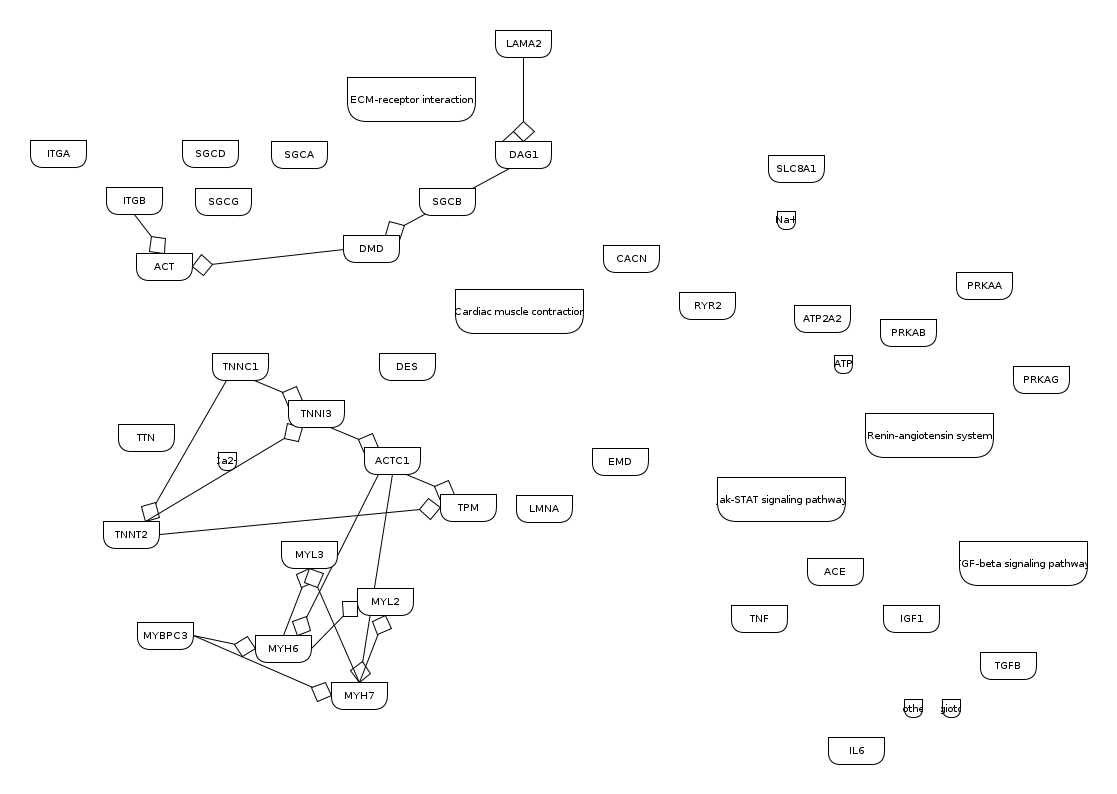 LAMA2
ECM-receptor interaction
ITGA
SGCD
SGCA
DAG1
SLC8A1
ITGB
SGCG
SGCB
Na+
DMD
ACT
CACN
PRKAA
RYR2
Cardiac muscle contraction
ATP2A2
PRKAB
TNNC1
DES
ATP
PRKAG
TNNI3
TTN
Renin-angiotensin system
a2+
ACTC1
EMD
ak-STAT signaling pathway
TPM
LMNA
TNNT2
MYL3
GF-beta signaling pathway
ACE
MYL2
TNF
IGF1
MYBPC3
MYH6
TGFB
MYH7
othe
giote
IL6